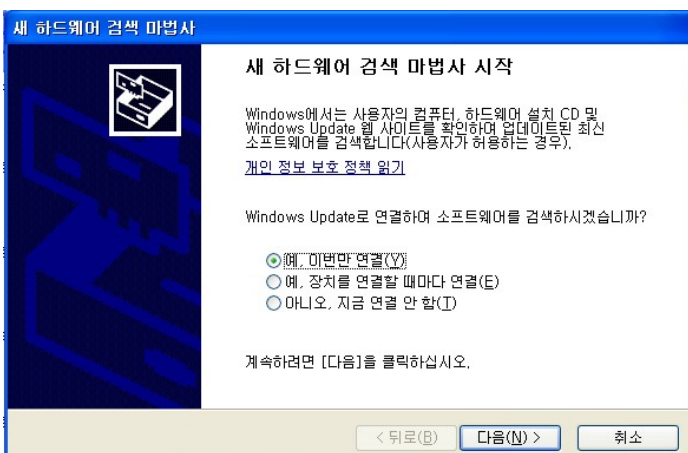 새 하드웨어 검색 마법사
새 하드웨어 검색 마법사 시작
Windows에서는 사용자의 컴퓨터, 하드웨어 설치 CD 및
Windows Update 웹 사이트를 확인하여 업데이트된 최신
소프트웨어를 검색합니다(사용자가 허용하는 경우).
개인 정보 보호 정책 읽기
Windows Update로 연결하여 소프트웨어를 검색하시겠습니까?
예, 이번만 연결(Y)
예, 장치를 연결할 때마다 연결(E)
아니오, 지금 연결 안 함(T)
계속하려면 [다음]을 클릭하십시오.
< 뒤로(B) 다음(N) > 취소